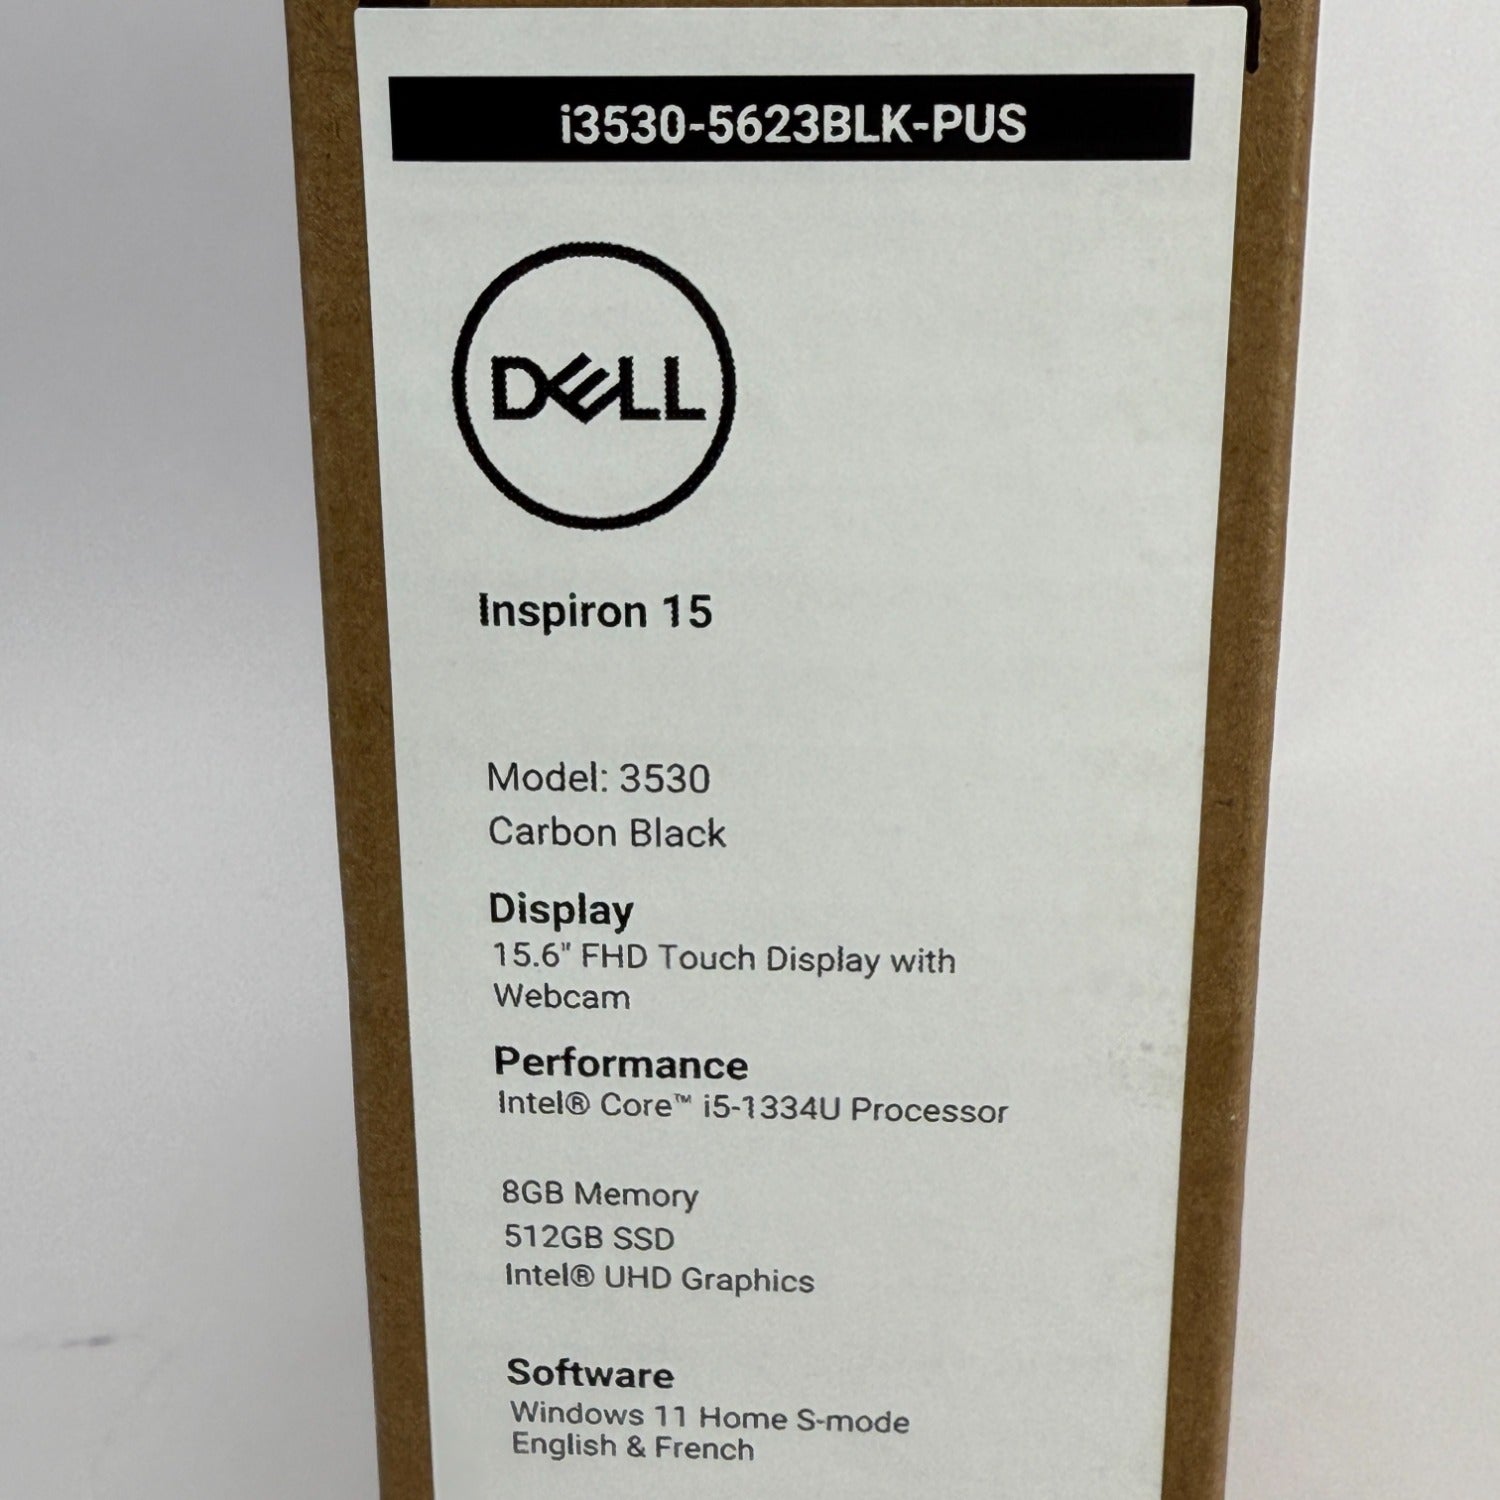 i3530-5623BLK-PUS
DELL
Inspiron 15
Model: 3530
Carbon Black
Display
15.6" FHD Touch Display with
Webcam
Performance
Intel® Core™ i5-1334U Processor
8GB Memory
512GB SSD
Intel® UHD Graphics
Software
Windows 11 Home S-mode
English & French